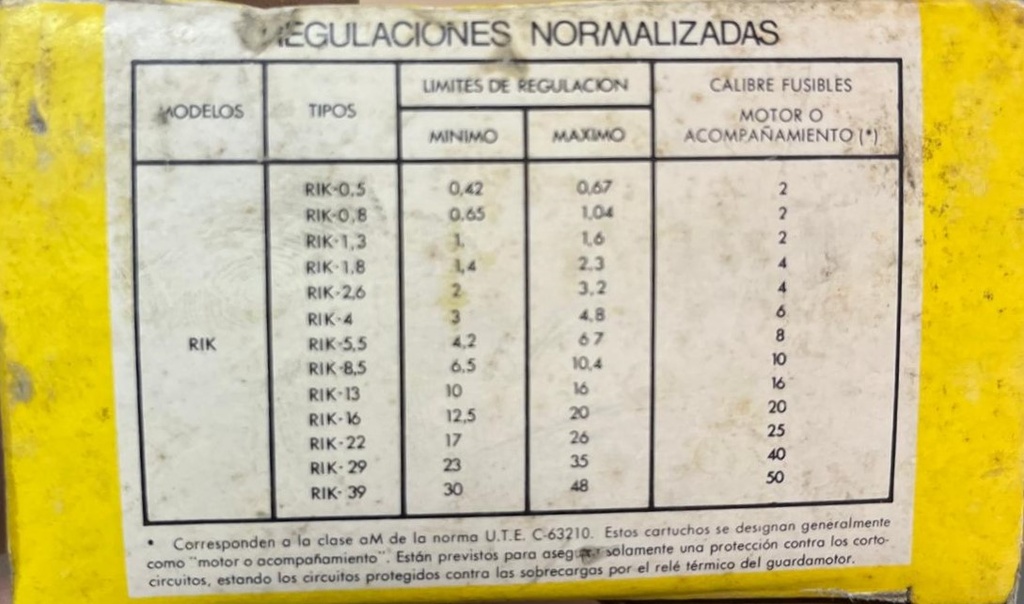 REGULACIONES NORMALIZADAS
MODELOS TIPOS LIMITES DE REGULACION CALIBRE FUSIBLES
MINIMO MAXIMO MOTOR O
ACOMPAÑAMIENTO (*)
RIK-0,5 0,42 0,67 2
RIK-0,8 0,65 1,04 2
RIK-1,3 1, 1,6 2
RIK-1,8 1,4 2,3 4
RIK-2,6 2 3,2 4
RIK-4 3 4,8 6
RIK RIK-5,5 4,2 6 7 8
RIK-8,5 6,5 10,4 10
RIK-13 10 16 16
RIK-16 12,5 20 20
RIK-22 17 26 25
RIK-29 23 35 40
RIK-39 30 48 50
* Corresponden a la clase aM de la norma U.T.E. C-63210. Estos cartuchos se designan generalmente
como "motor o acompañamiento". Están previstos para asegurar solamente una protección contra los corto-
circuitos, estando los circuitos protegidos contra las sobrecargas por el relé térmico del guardamotor.